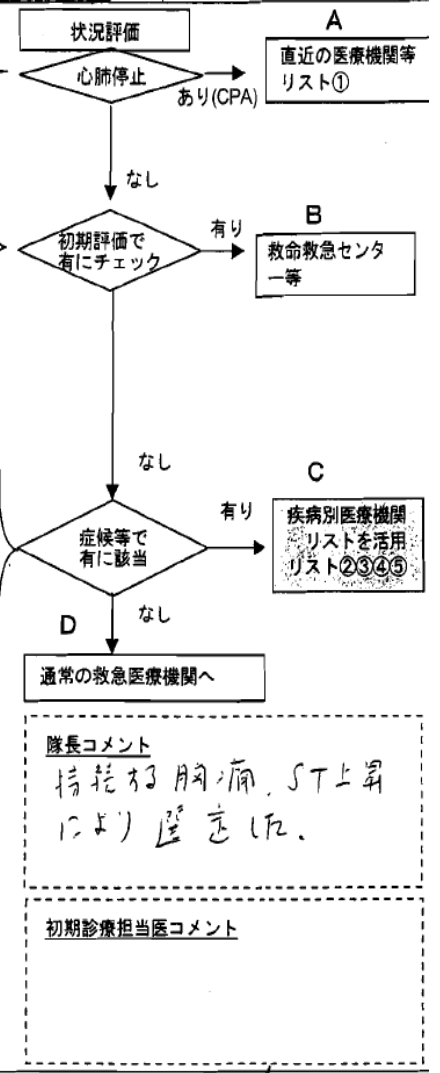 状況評価
A
心肺停止
直近の医療機関等
リスト①
あり(CPA)
なし
B
初期評価で
有にチェック
有り
救命救急センタ
ー等
なし
C
症候等で
有に該当
有り
疾病別医療機関
リストを活用
リスト②③④⑤
D
なし
通常の救急医療機関へ
隊長コメント
持続する胸痛、ST上昇
により選定した.
初期診療担当医コメント